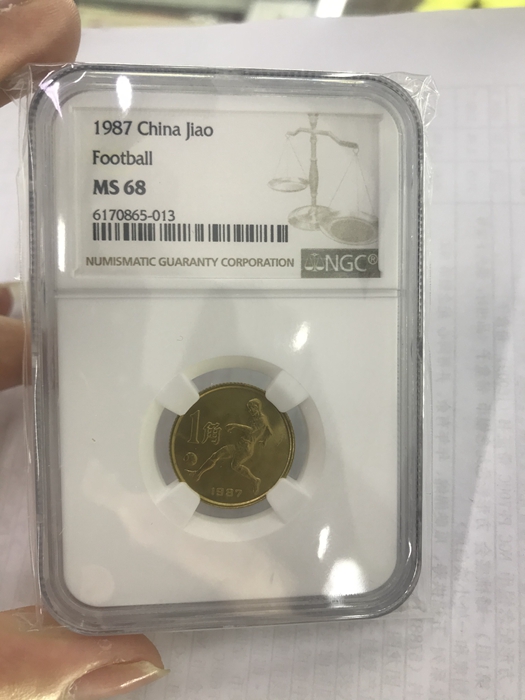 1987 China Jiao
Football
MS 68
6170865-013
NUMISMATIC GUARANTY CORPORATION
NGC®
1角
1987